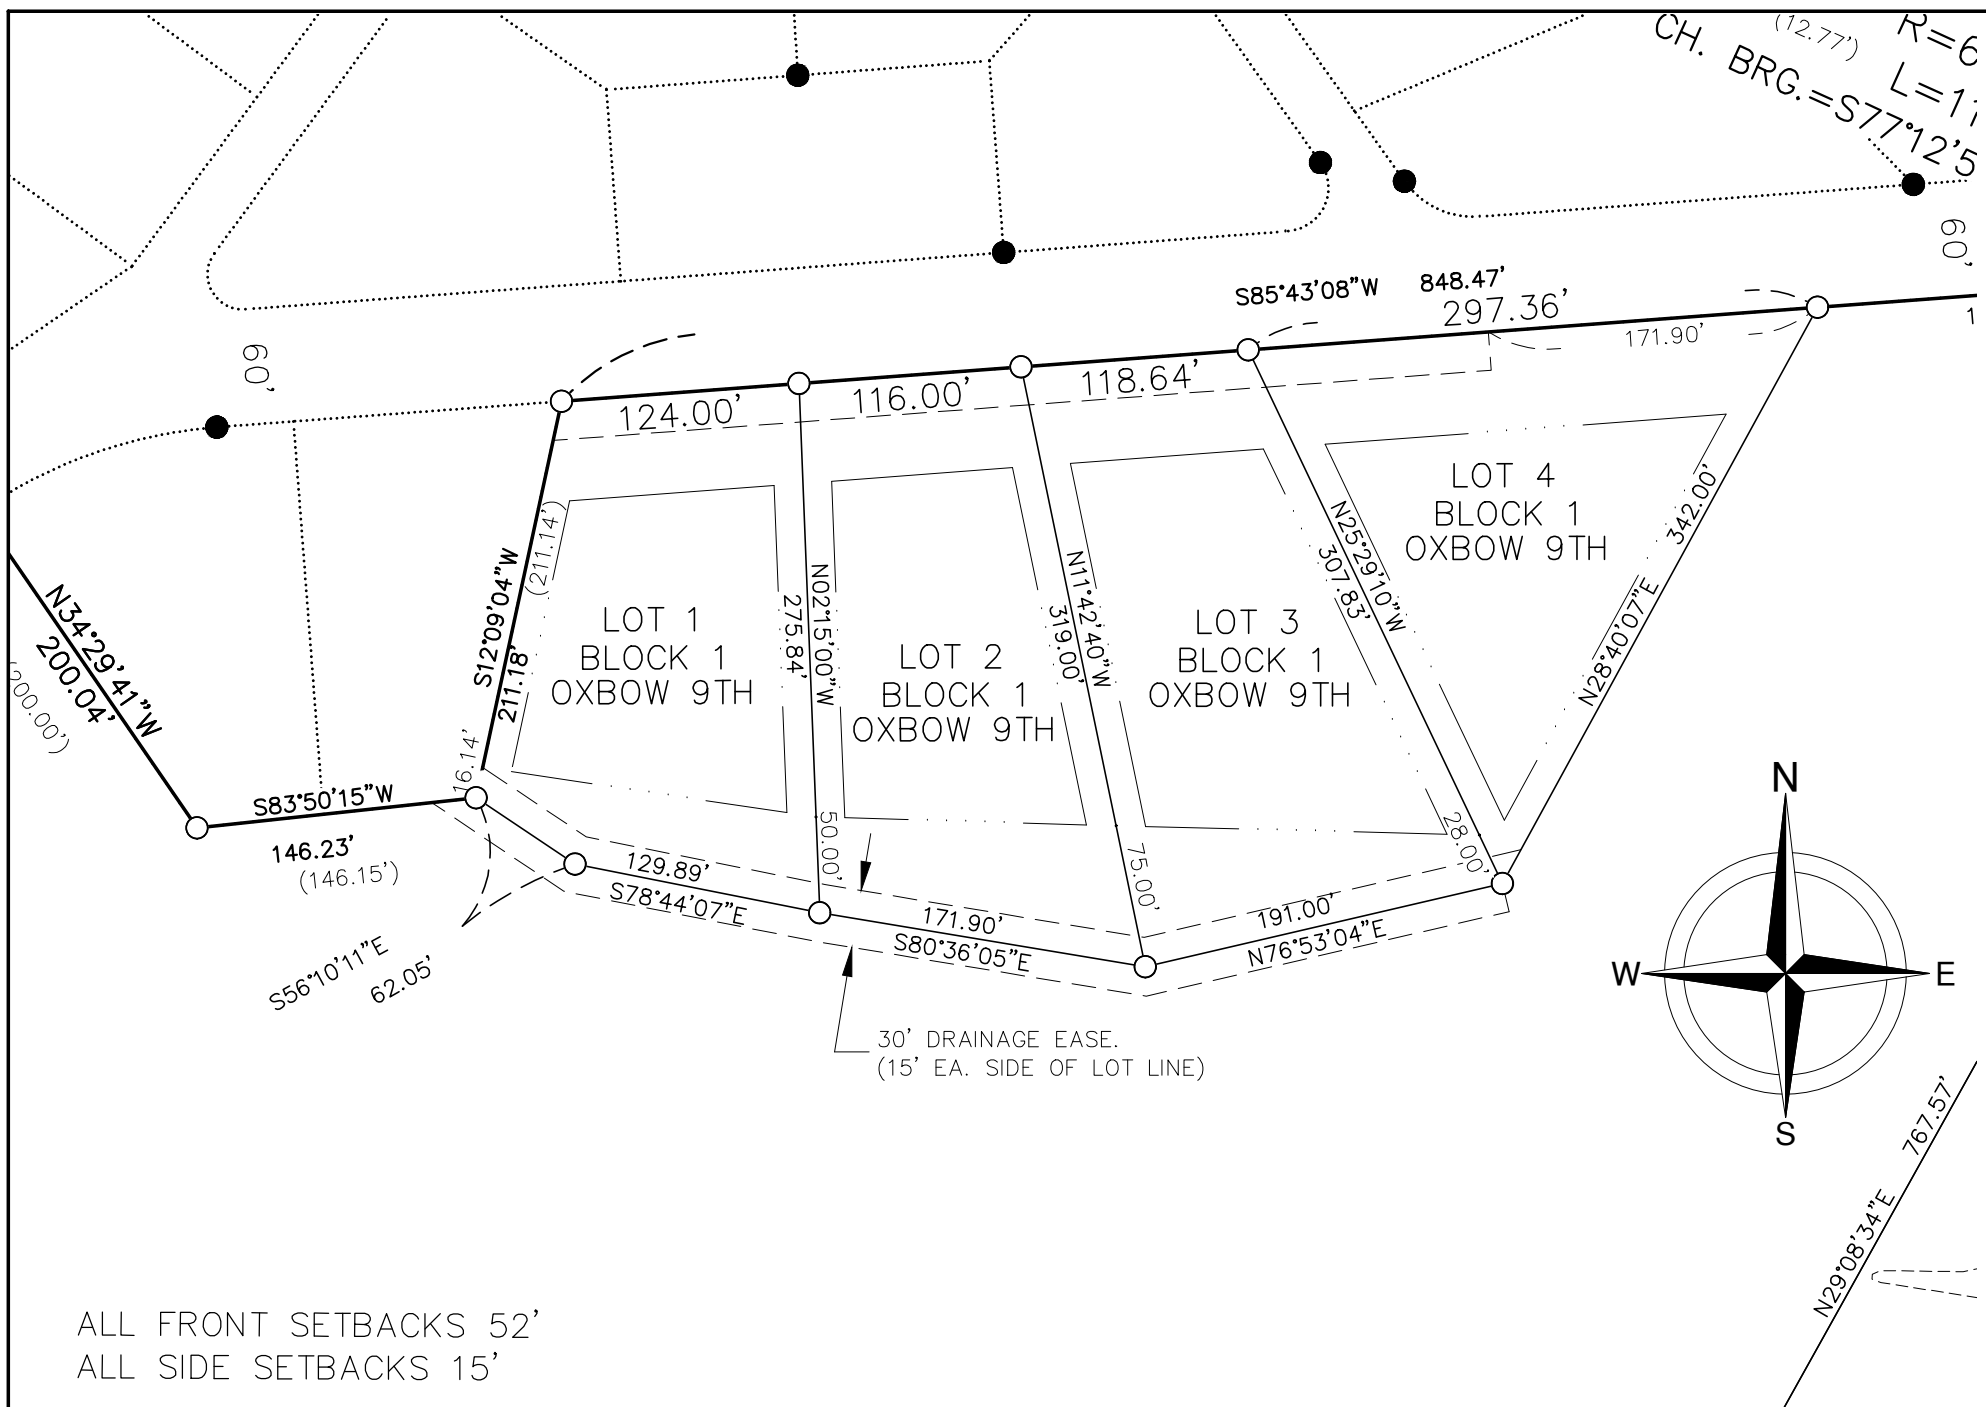 (12.77')
R=6
L=11
CH. BRG.=S77°12'5
60'
S85°43'08"W 848.47'
297.36'
171.90'
1
60'
124.00'
116.00'
118.64'
LOT 4
BLOCK 1
OXBOW 9TH
S12°09'04"W
211.18'
(211.14')
N02°15'00"W
275.84'
N11°42'40"W
319.00'
N25°29'10"W
307.83'
342.00'
N28°40'07"E
LOT 1
BLOCK 1
OXBOW 9TH
LOT 2
BLOCK 1
OXBOW 9TH
LOT 3
BLOCK 1
OXBOW 9TH
N34°29'41"W
200.04'
(200.00')
16.14'
S83°50'15"W
146.23'
(146.15')
50.00'
75.00'
28.00'
129.89'
S78°44'07"E
171.90'
S80°36'05"E
191.00'
N76°53'04"E
S56°10'11"E
62.05'
30' DRAINAGE EASE.
(15' EA. SIDE OF LOT LINE)
N
W
E
S
767.57'
N29°08'34"E
ALL FRONT SETBACKS 52'
ALL SIDE SETBACKS 15'